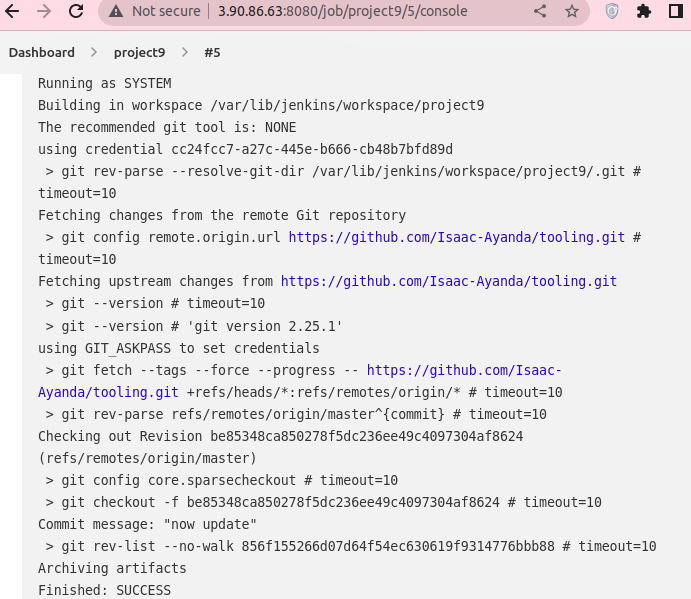 Not secure | 3.90.86.63:8080/job/project9/5/console
Dashboard > project9 > #5
Running as SYSTEM
Building in workspace /var/lib/jenkins/workspace/project9
The recommended git tool is: NONE
using credential cc24fcc7-a27c-445e-b666-cb48b7bfd89d
 > git rev-parse --resolve-git-dir /var/lib/jenkins/workspace/project9/.git #
timeout=10
Fetching changes from the remote Git repository
 > git config remote.origin.url https://github.com/Isaac-Ayanda/tooling.git #
timeout=10
Fetching upstream changes from https://github.com/Isaac-Ayanda/tooling.git
 > git --version # timeout=10
 > git --version # 'git version 2.25.1'
using GIT_ASKPASS to set credentials
 > git fetch --tags --force --progress -- https://github.com/Isaac-
Ayanda/tooling.git +refs/heads/*:refs/remotes/origin/* # timeout=10
 > git rev-parse refs/remotes/origin/master^{commit} # timeout=10
Checking out Revision be85348ca850278f5dc236ee49c4097304af8624
(refs/remotes/origin/master)
 > git config core.sparsecheckout # timeout=10
 > git checkout -f be85348ca850278f5dc236ee49c4097304af8624 # timeout=10
Commit message: "now update"
 > git rev-list --no-walk 856f155266d07d64f54ec630619f9314776bbb88 # timeout=10
Archiving artifacts
Finished: SUCCESS